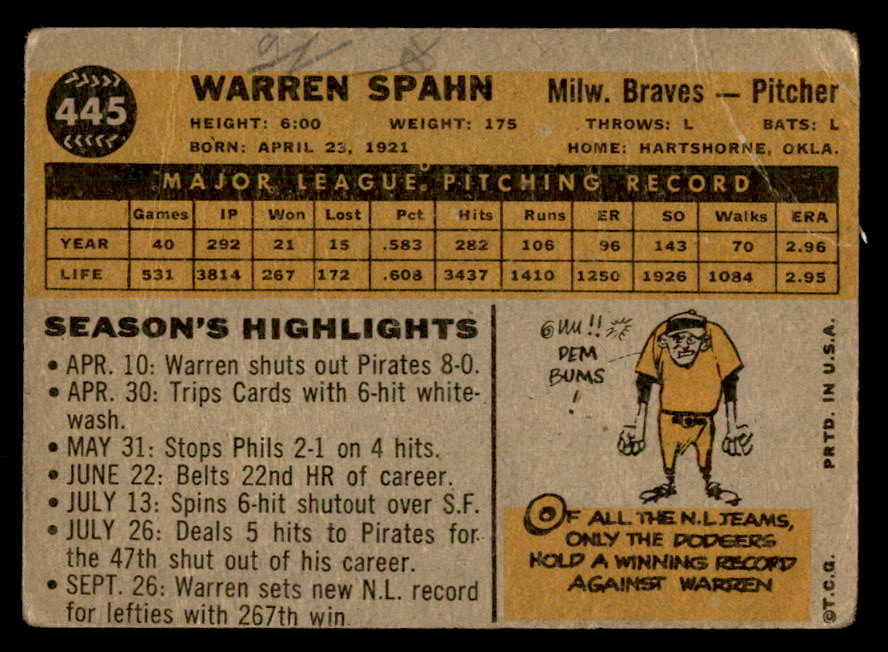 445
WARREN SPAHN Milw. Braves — Pitcher
HEIGHT: 6:00 WEIGHT: 175 THROWS: L BATS: L
BORN: APRIL 23, 1921 HOME: HARTSHORNE, OKLA.
MAJOR LEAGUE PITCHING RECORD
Games IP Won Lost Pct Hits Runs ER SO Walks ERA
YEAR 40 292 21 15 .583 282 106 96 143 70 2.96
LIFE 531 3814 267 172 .608 3437 1410 1250 1926 1084 2.95
SEASON'S HIGHLIGHTS
• APR. 10: Warren shuts out Pirates 8-0.
• APR. 30: Trips Cards with 6-hit white-
wash.
• MAY 31: Stops Phils 2-1 on 4 hits.
• JUNE 22: Belts 22nd HR of career.
• JULY 13: Spins 6-hit shutout over S.F.
• JULY 26: Deals 5 hits to Pirates for
the 47th shut out of his career.
• SEPT. 26: Warren sets new N.L. record
for lefties with 267th win.
DEM
BUMS
!
OF ALL THE N.L. TEAMS,
ONLY THE DODGERS
HOLD A WINNING RECORD
AGAINST WARREN
©T.C.G. PRTD. IN U.S.A.